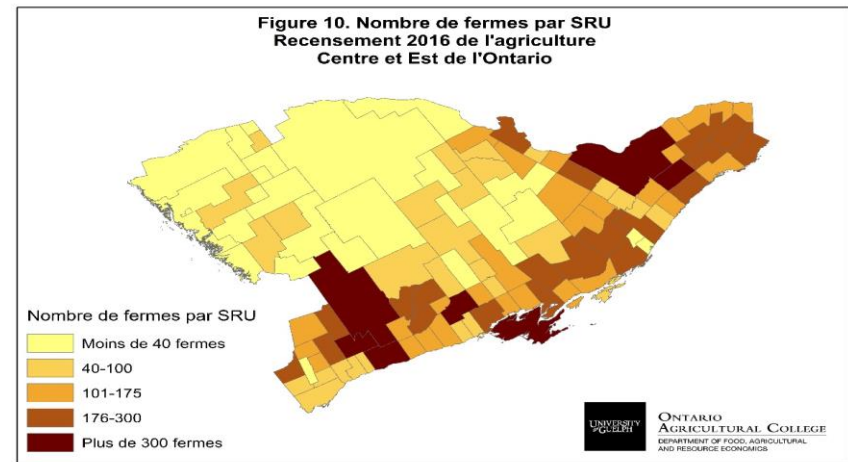 Figure 10. Nombre de fermes par SRU
Recensement 2016 de l'agriculture
Centre et Est de l'Ontario
Nombre de fermes par SRU
Moins de 40 fermes
40-100
101-175
176-300
Plus de 300 fermes
UNIVERSITY
of GUELPH
ONTARIO
AGRICULTURAL COLLEGE
DEPARTMENT OF FOOD, AGRICULTURAL
AND RESOURCE ECONOMICS